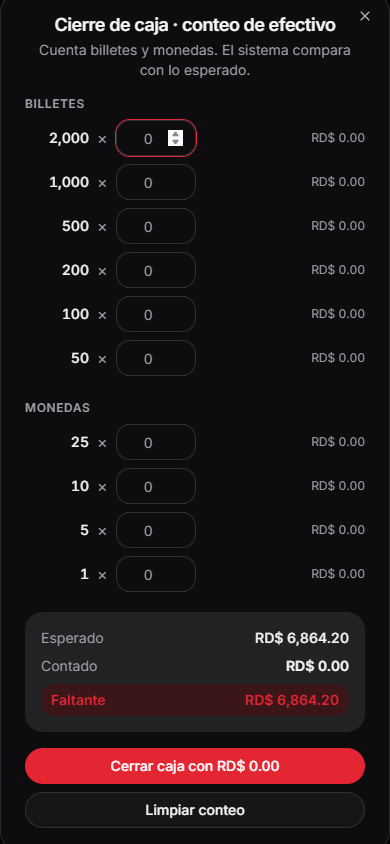 Cierre de caja · conteo de efectivo
×
Cuenta billetes y monedas. El sistema compara
con lo esperado.
BILLETES
2,000 × 0 RD$ 0.00
1,000 × 0 RD$ 0.00
500 × 0 RD$ 0.00
200 × 0 RD$ 0.00
100 × 0 RD$ 0.00
50 × 0 RD$ 0.00
MONEDAS
25 × 0 RD$ 0.00
10 × 0 RD$ 0.00
5 × 0 RD$ 0.00
1 × 0 RD$ 0.00
Esperado RD$ 6,864.20
Contado RD$ 0.00
Faltante RD$ 6,864.20
Cerrar caja con RD$ 0.00
Limpiar conteo